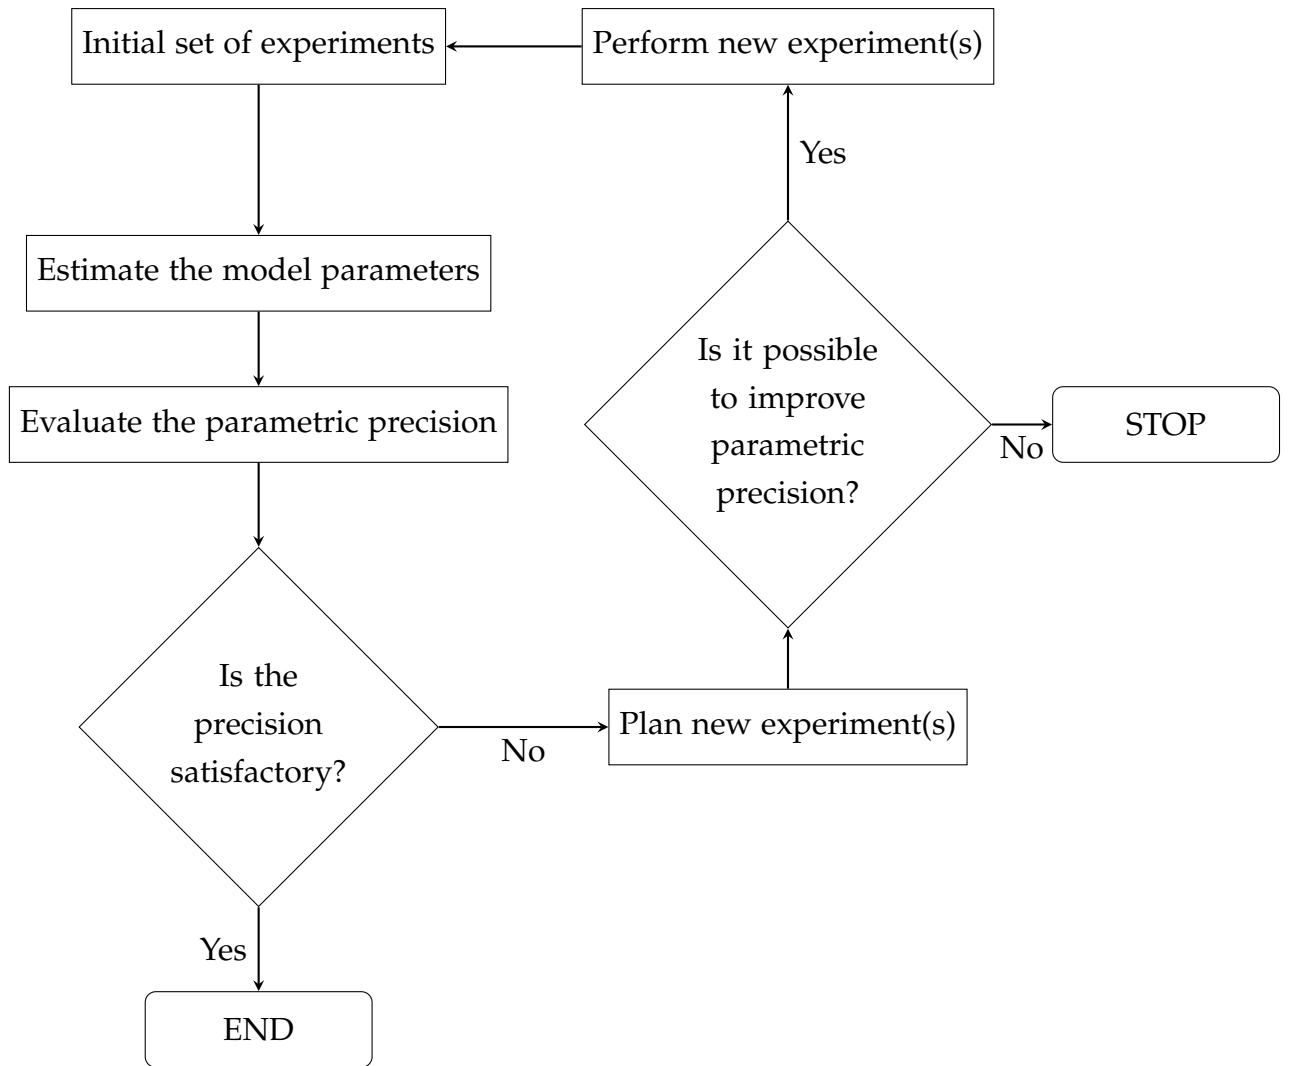 Initial set of experiments
Perform new experiment(s)
Yes
Estimate the model parameters
Is it possible
to improve
parametric
precision?
Evaluate the parametric precision
STOP
No
Is the
precision
satisfactory?
No
Plan new experiment(s)
Yes
END